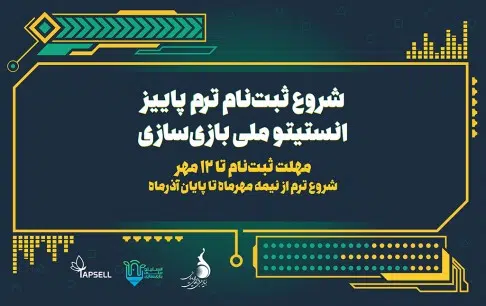 شروع ثبت‌نام ترم پاییز
انستیتو ملی بازی‌سازی
مهلت ثبت‌نام تا ۱۲ مهر
شروع ترم از نیمه مهرماه تا پایان آذرماه
TAPSELL